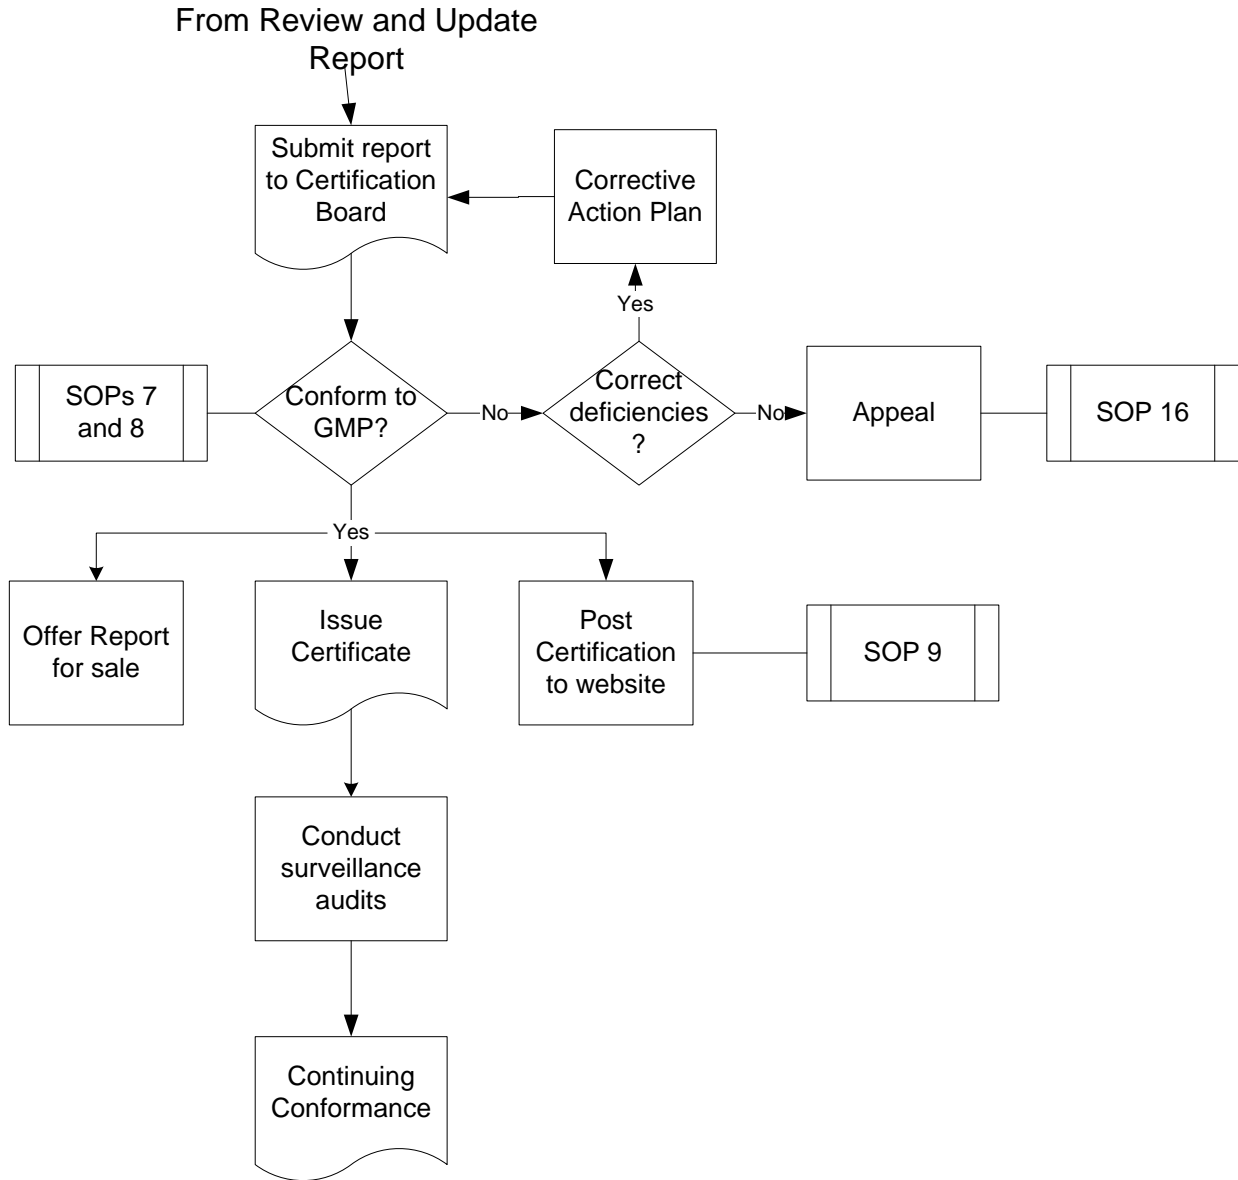 From Review and Update
Report
Submit report
to Certification
Board
Corrective
Action Plan
Yes
SOPs 7
and 8
Conform to
GMP?
No
Correct
deficiencies
?
No
Appeal
SOP 16
Yes
Offer Report
for sale
Issue
Certificate
Post
Certification
to website
SOP 9
Conduct
surveillance
audits
Continuing
Conformance